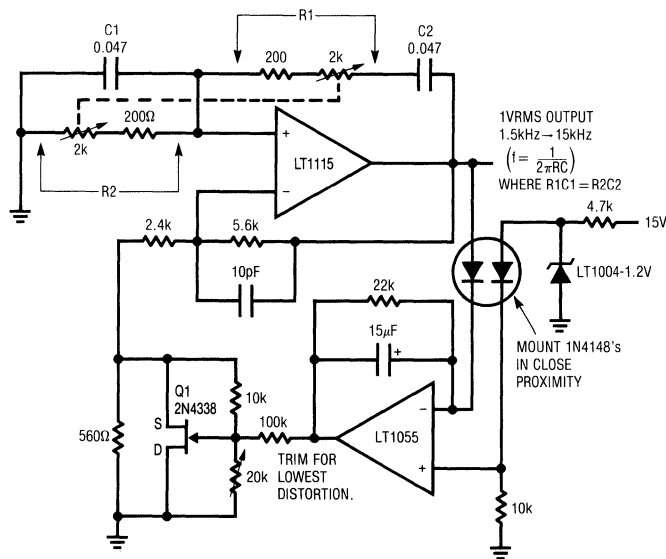 R1
C1
0.047
C2
0.047
200
2k
200Ω
2k
R2
+
−
LT1115
1VRMS OUTPUT
1.5kHz→15kHz
(f = 1/2πRC)
WHERE R1C1 = R2C2
4.7k
15V
LT1004-1.2V
2.4k
5.6k
10pF
22k
15μF
+
MOUNT 1N4148's
IN CLOSE
PROXIMITY
Q1
2N4338
S
D
10k
100k
560Ω
20k
TRIM FOR
LOWEST
DISTORTION.
−
LT1055
+
10k